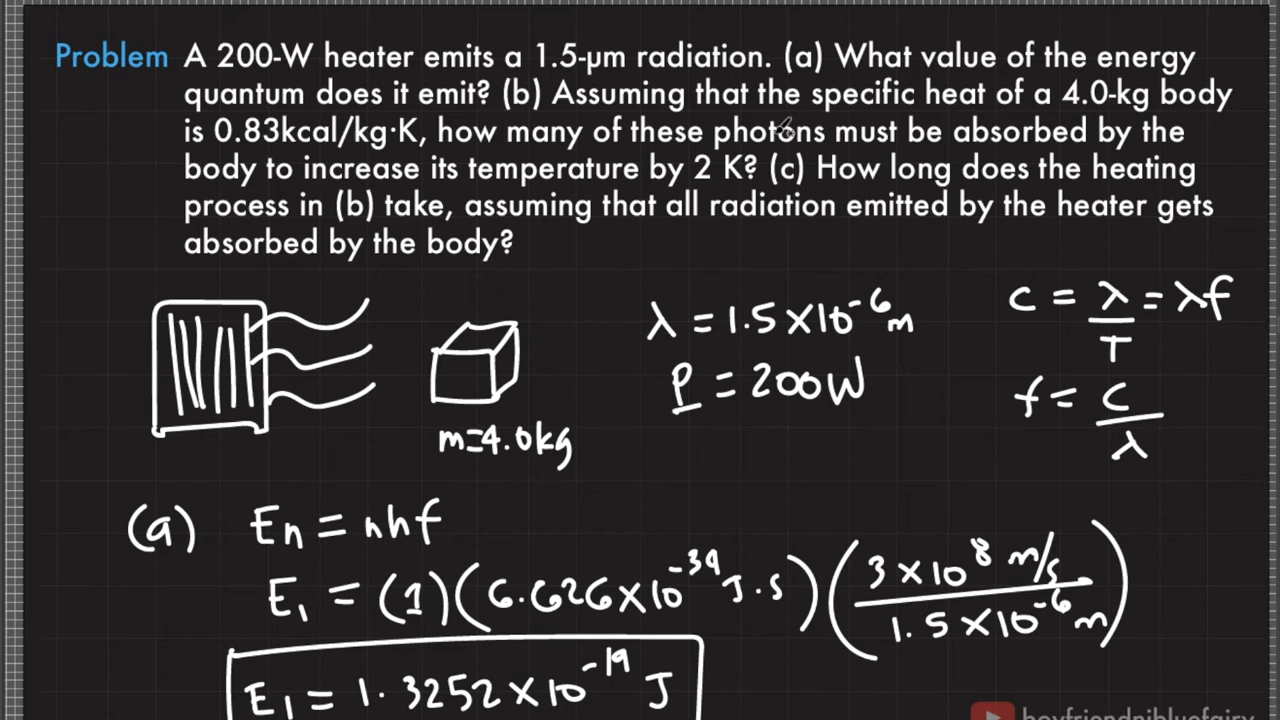 Problem A 200-W heater emits a 1.5-µm radiation. (a) What value of the energy
quantum does it emit? (b) Assuming that the specific heat of a 4.0-kg body
is 0.83kcal/kg·K, how many of these photons must be absorbed by the
body to increase its temperature by 2 K? (c) How long does the heating
process in (b) take, assuming that all radiation emitted by the heater gets
absorbed by the body?
λ = 1.5 × 10^-6 m
P = 200 W
c = λ/T = λf
f = c/λ
m=4.0kg
(a) En = nhf
E1 = (1)(6.626 × 10^-34 J·s)(3 × 10^8 m/s / 1.5 × 10^-6 m)
E1 = 1.3252 × 10^-19 J
boyfriendnibluefairy